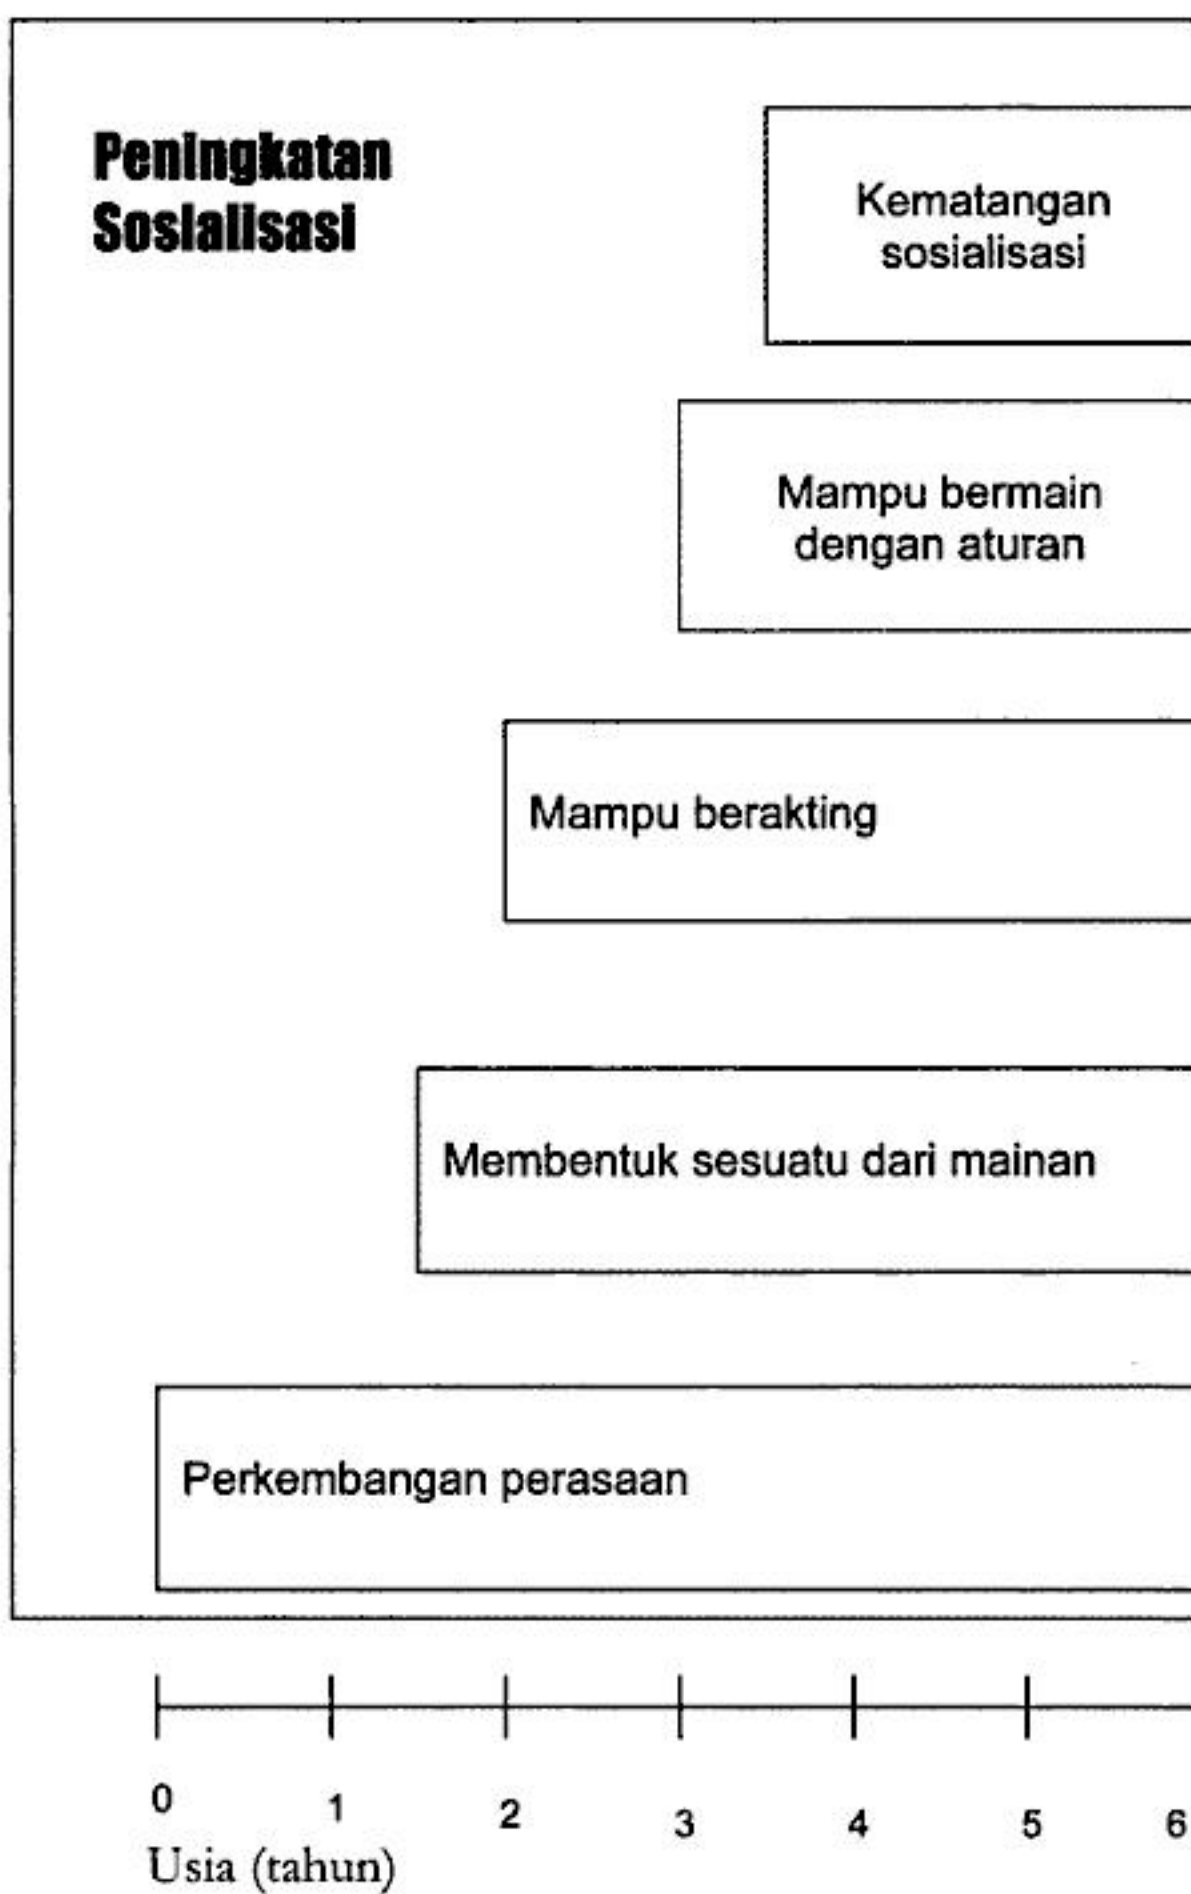 Peningkatan
Sosialisasi
Kematangan
sosialisasi
Mampu bermain
dengan aturan
Mampu berakting
Membentuk sesuatu dari mainan
Perkembangan perasaan
0 1 2 3 4 5 6
Usia (tahun)